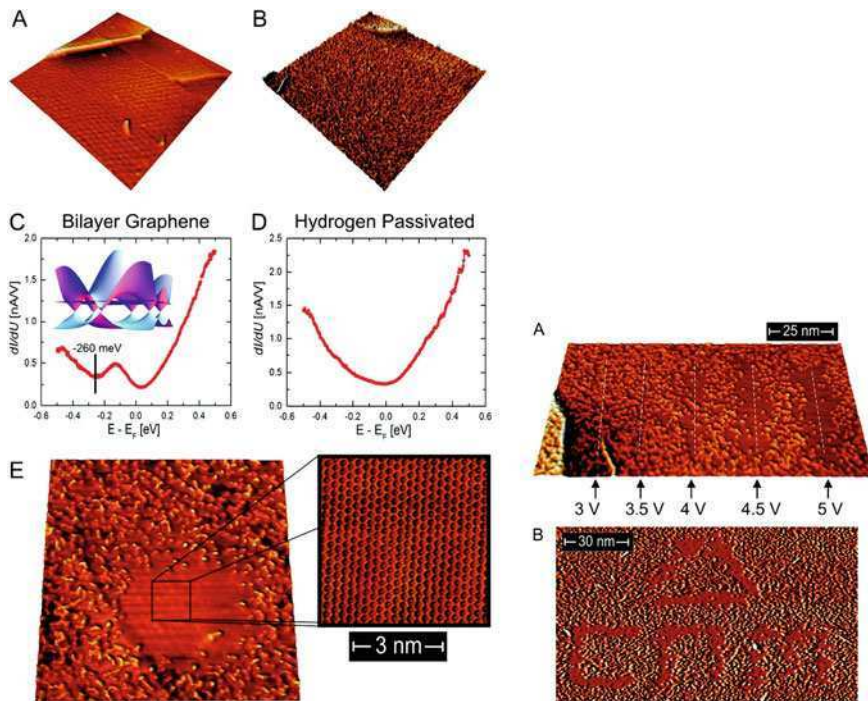 A
B
C Bilayer Graphene
2.0
1.5
1.0
0.5
0.0
dI/dU [nA/V]
-260 meV
-0.6 -0.4 -0.2 0.0 0.2 0.4 0.6
E - E_F [eV]
D Hydrogen Passivated
2.5
2.0
1.5
1.0
0.5
0.0
dI/dU [nA/V]
-0.6 -0.4 -0.2 0.0 0.2 0.4 0.6
E - E_F [eV]
E
3 nm
A
25 nm
3 V 3.5 V 4 V 4.5 V 5 V
B
30 nm
CNM